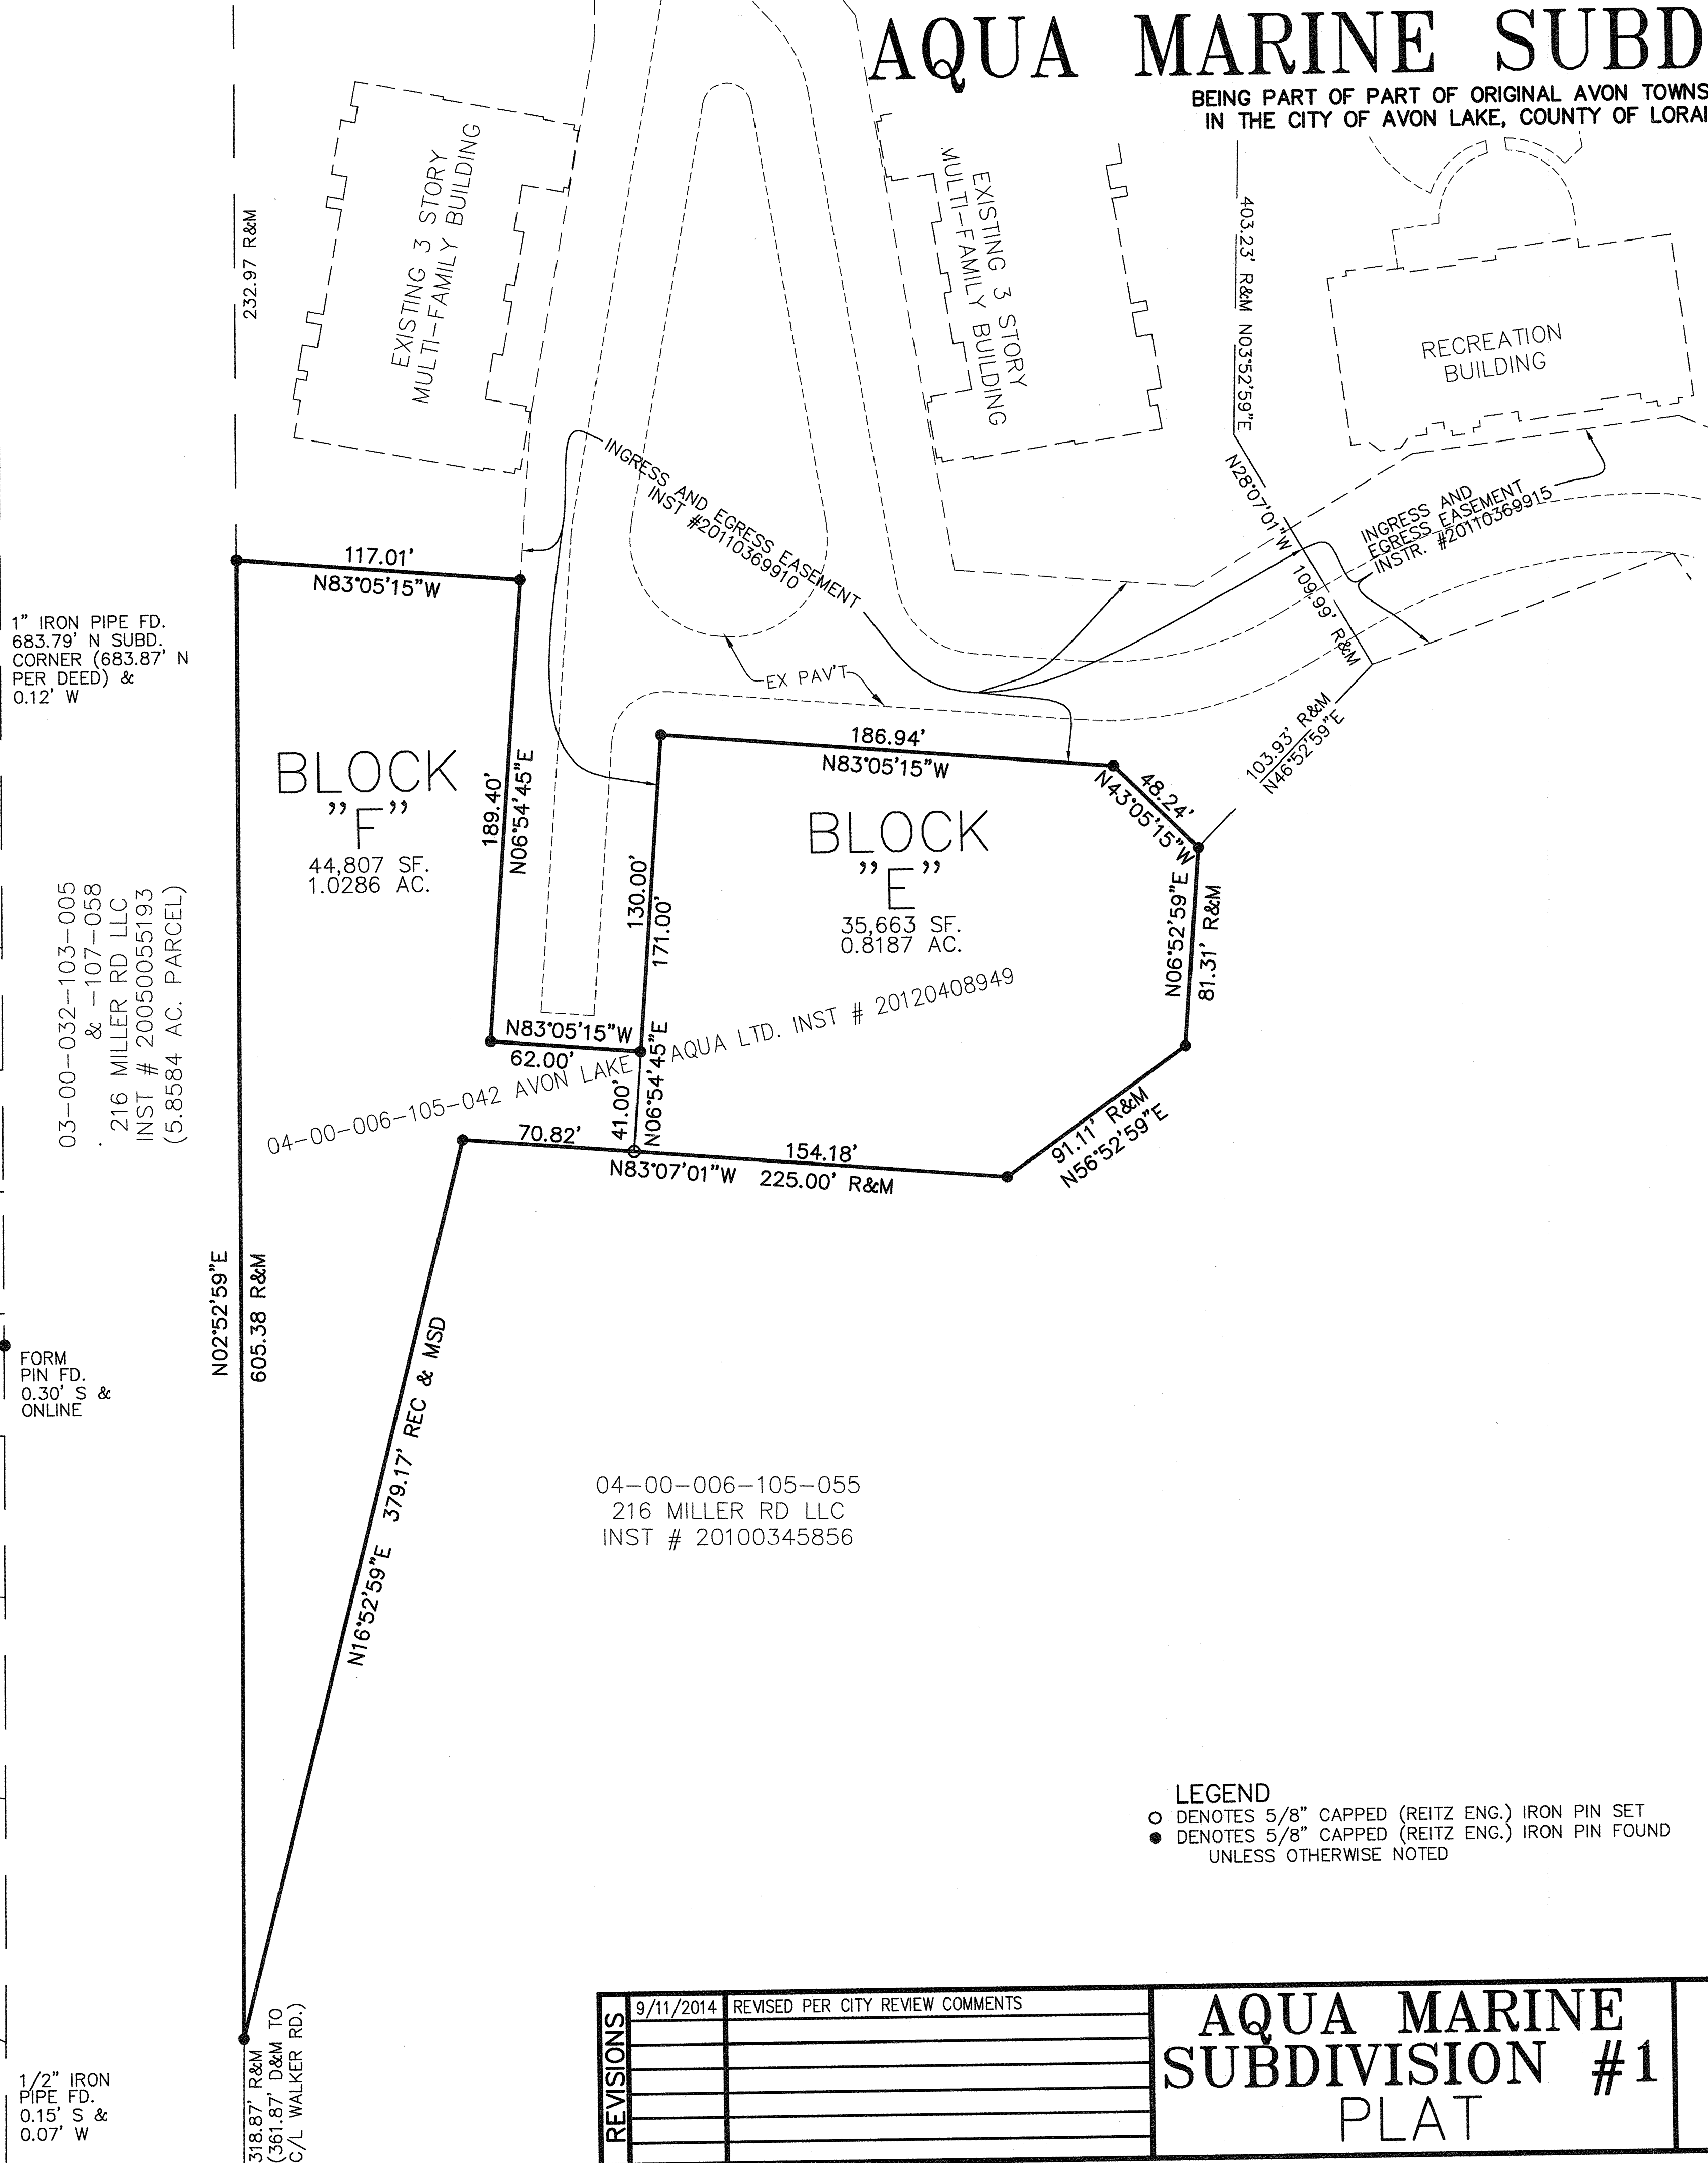 AQUA MARINE SUBD
BEING PART OF PART OF ORIGINAL AVON TOWNS
IN THE CITY OF AVON LAKE, COUNTY OF LORAI
232.97 R&M
EXISTING 3 STORY
MULTI-FAMILY BUILDING
EXISTING 3 STORY
MULTI-FAMILY BUILDING
403.23' R&M N03°52'59"E
RECREATION
BUILDING
N28°07'01"W 109.99' R&M
INGRESS AND
EGRESS EASEMENT
INSTR. #20110369915
INGRESS AND EGRESS EASEMENT
INST #20110369910
117.01'
N83°05'15"W
1" IRON PIPE FD.
683.79' N SUBD.
CORNER (683.87' N
PER DEED) &
0.12' W
EX PAV'T
103.93' R&M
N46°52'59"E
186.94'
N83°05'15"W
48.24'
N43°05'15"W
BLOCK
"F"
44,807 SF.
1.0286 AC.
189.40'
N06°54'45"E
130.00'
171.00'
BLOCK
"E"
35,663 SF.
0.8187 AC.
N06°52'59"E
81.31' R&M
03-00-032-103-005
& -107-058
216 MILLER RD LLC
INST # 20050055193
(5.8584 AC. PARCEL)
N83°05'15"W
62.00'
04-00-006-105-042 AVON LAKE AQUA LTD. INST # 20120408949
41.00'
N06°54'45"E
70.82'
154.18'
N83°07'01"W 225.00' R&M
91.11' R&M
N56°52'59"E
N02°52'59"E
605.38 R&M
FORM
PIN FD.
0.30' S &
ONLINE
N16°52'59"E 379.17' REC & MSD
04-00-006-105-055
216 MILLER RD LLC
INST # 20100345856
LEGEND
DENOTES 5/8" CAPPED (REITZ ENG.) IRON PIN SET
DENOTES 5/8" CAPPED (REITZ ENG.) IRON PIN FOUND
UNLESS OTHERWISE NOTED
1/2" IRON
PIPE FD.
0.15' S &
0.07' W
318.87' R&M
(361.87' D&M TO
C/L WALKER RD.)
REVISIONS
9/11/2014 REVISED PER CITY REVIEW COMMENTS
AQUA MARINE
SUBDIVISION #1
PLAT